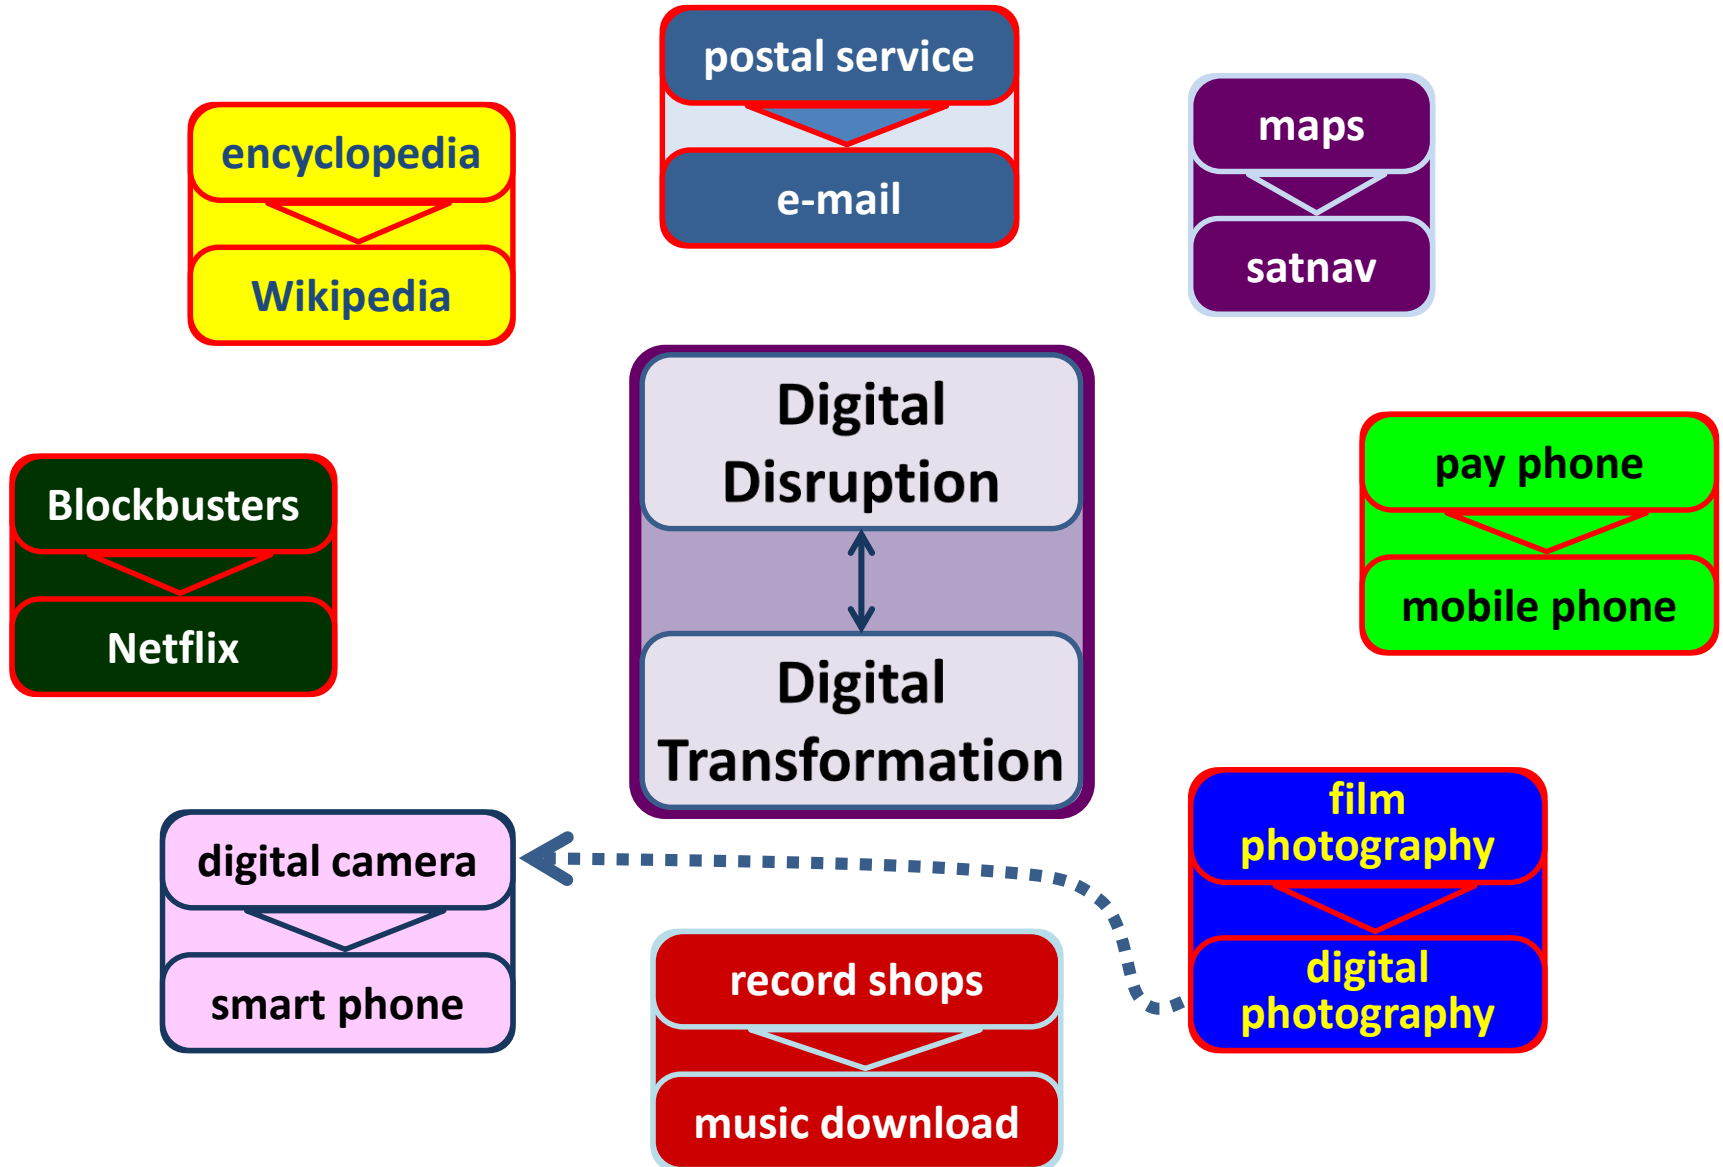 postal service
e-mail
maps
satnav
encyclopedia
Wikipedia
Digital
Disruption
Digital
Transformation
pay phone
mobile phone
Blockbusters
Netflix
film
photography
digital
photography
digital camera
smart phone
record shops
music download